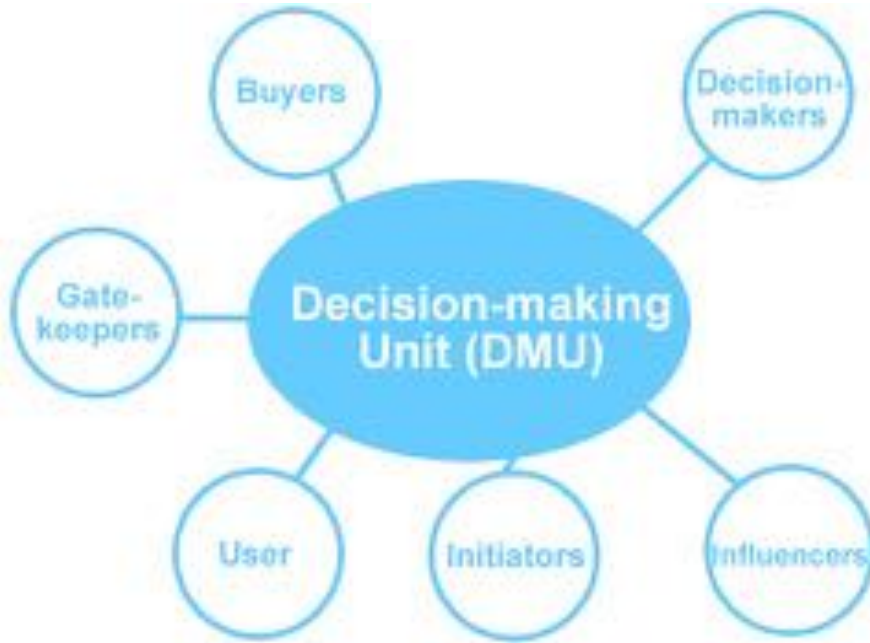 Buyers
Decision-
makers
Gate-
keepers
Decision-making
Unit (DMU)
User
Initiators
Influencers